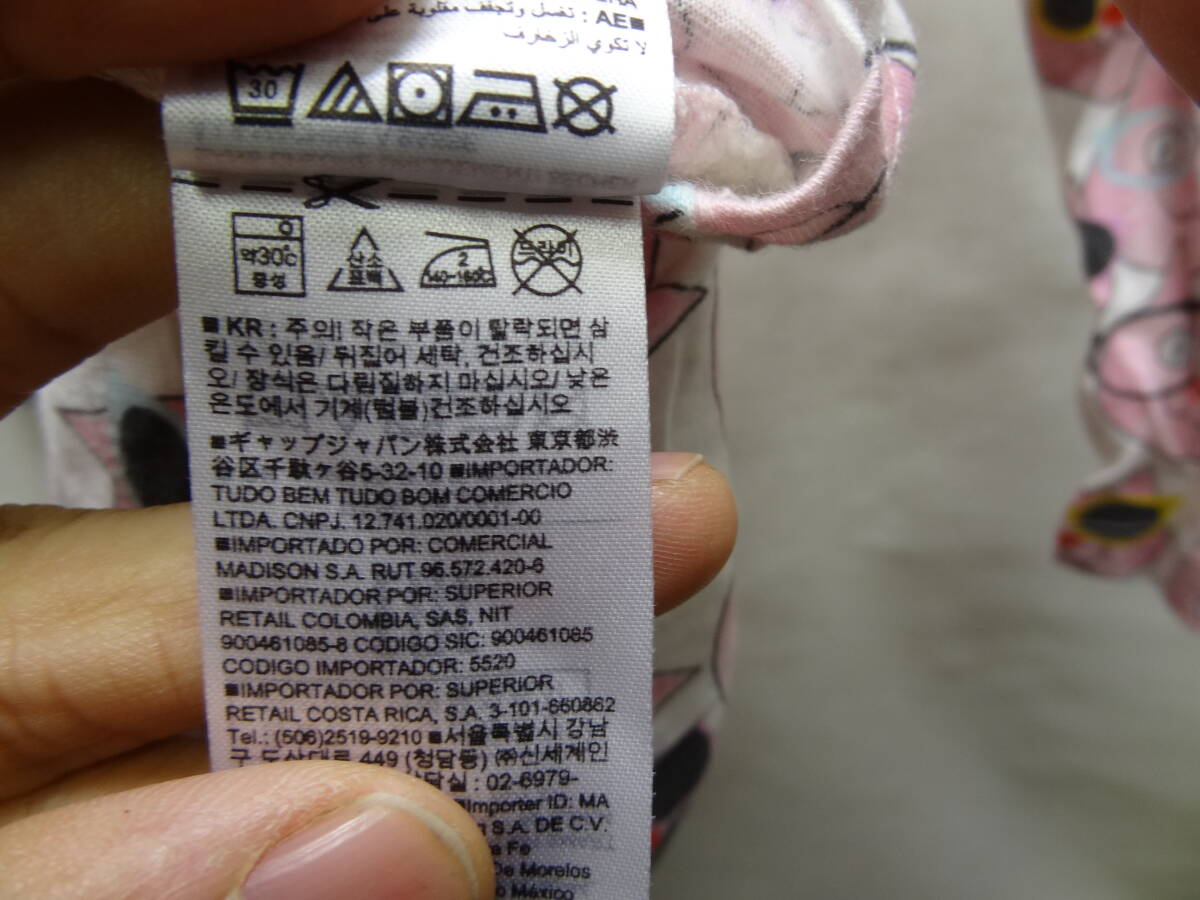 AE : تغسل وتجفف مقلوبة على
لا تكوي الزخارف
30
약30℃
중성
산소
표백
2
140-160℃
드라이
■ KR : 주의! 작은 부품이 탈락되면 삼
킬 수 있음/ 뒤집어 세탁, 건조하십시
오/ 장식은 다림질하지 마십시오/ 낮은
온도에서 기계(텀블)건조하십시오
■ギャップジャパン株式会社 東京都渋
谷区千駄ヶ谷5-32-10 ■IMPORTADOR:
TUDO BEM TUDO BOM COMERCIO
LTDA. CNPJ. 12.741.020/0001-00
■IMPORTADO POR: COMERCIAL
MADISON S.A. RUT 96.572.420-6
■IMPORTADOR POR: SUPERIOR
RETAIL COLOMBIA, SAS, NIT
900461085-8 CODIGO SIC: 900461085
CODIGO IMPORTADOR: 5520
■IMPORTADOR POR: SUPERIOR
RETAIL COSTA RICA, S.A. 3-101-660862
Tel.: (506)2519-9210 ■서울특별시 강남
구 도산대로 449 (청담동) ㈜신세계인
담실 : 02-6979-
■Importer ID: MA
S.A. DE C.V.
Fe
De Morelos
México